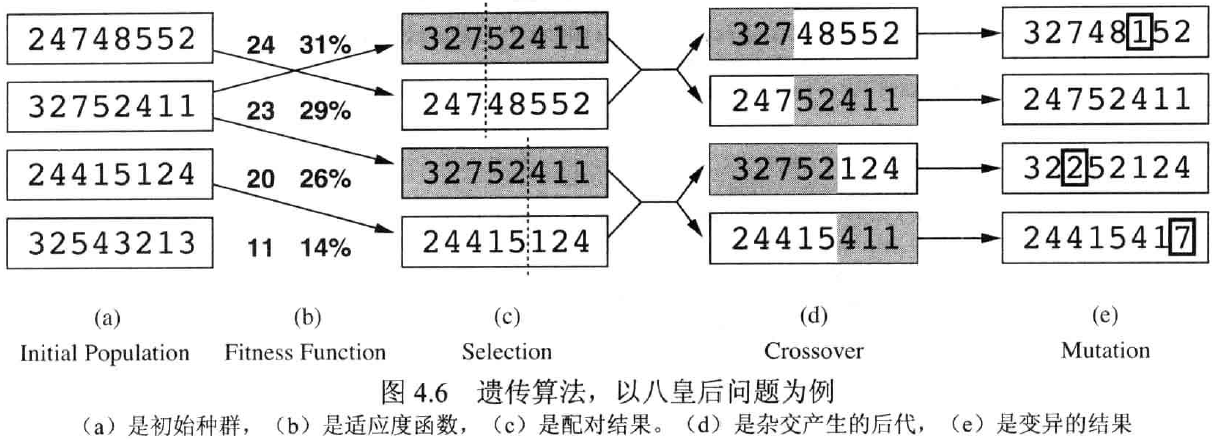 24748552 24 31% 32752411 32748552 32748152
32752411 23 29% 24748552 24752411 24752411
24415124 20 26% 32752411 32752124 32252124
32543213 11 14% 24415124 24415411 24415417
(a) (b) (c) (d) (e)
Initial Population Fitness Function Selection Crossover Mutation
图 4.6 遗传算法，以八皇后问题为例
（a）是初始种群，（b）是适应度函数，（c）是配对结果。（d）是杂交产生的后代，（e）是变异的结果